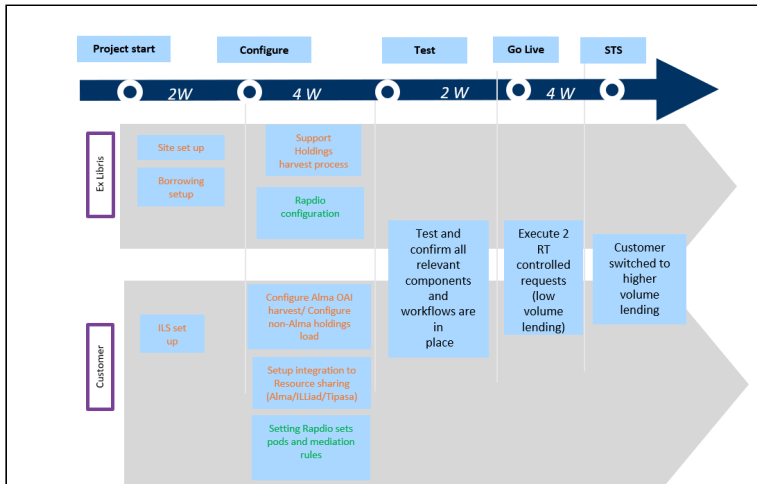 Project start
Configure
Test
Go Live
STS
2W
4 W
2 W
4 W
Ex Libris
Site set up
Borrowing
setup
Support
Holdings
harvest process
Rapdio
configuration
Customer
ILS set
up
Configure Alma OAI
harvest/ Configure
non-Alma holdings
load
Setup integration to
Resource sharing
(Alma/ILLiad/Tipasa)
Setting Rapdio sets
pods and mediation
rules
Test and
confirm all
relevant
components
and
workflows are
in
place
Execute 2
RT
controlled
requests
(low
volume
lending)
Customer
switched to
higher
volume
lending